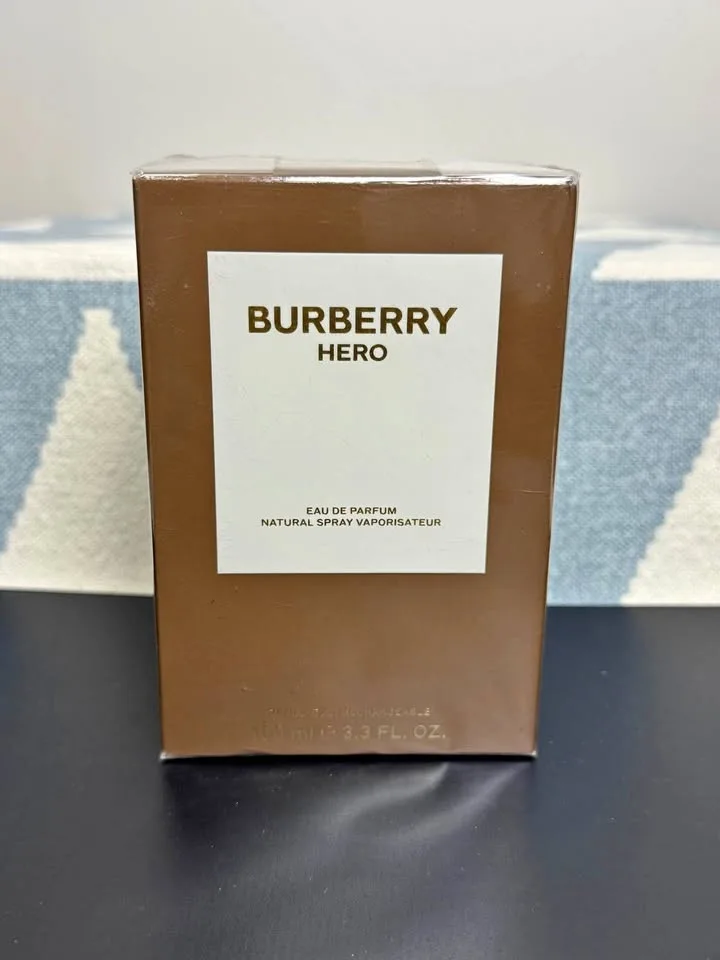 BURBERRY
HERO
EAU DE PARFUM
NATURAL SPRAY VAPORISATEUR
3.3 FL. OZ.